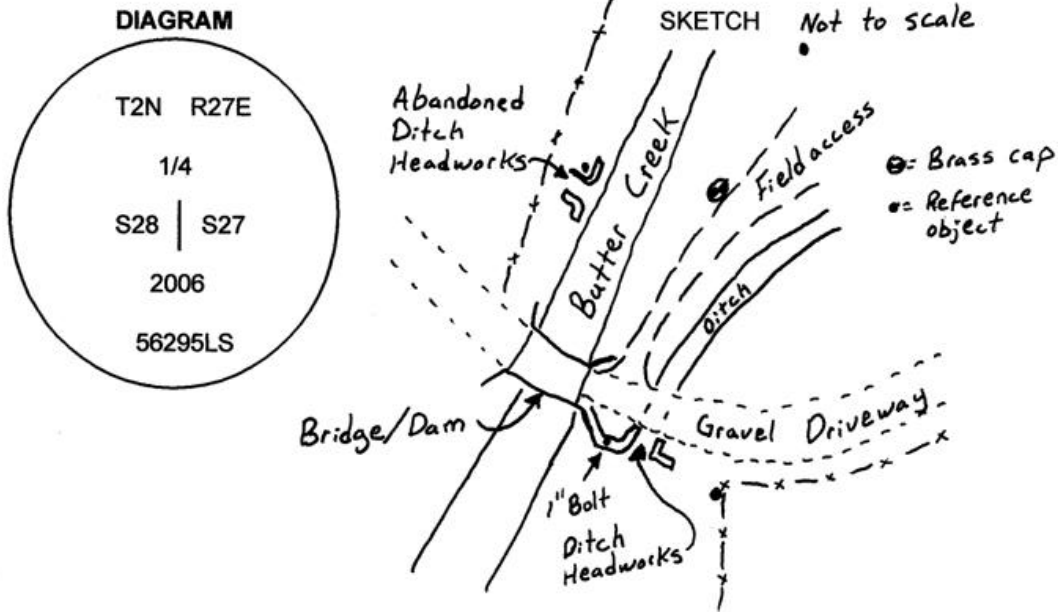 DIAGRAM
T2N R27E
1/4
S28 | S27
2006
56295LS
SKETCH
Not to scale
Abandoned
Ditch
Headworks
Butter Creek
Field access
= Brass cap
= Reference
object
Ditch
Bridge/Dam
Gravel Driveway
1" Bolt
Ditch
Headworks